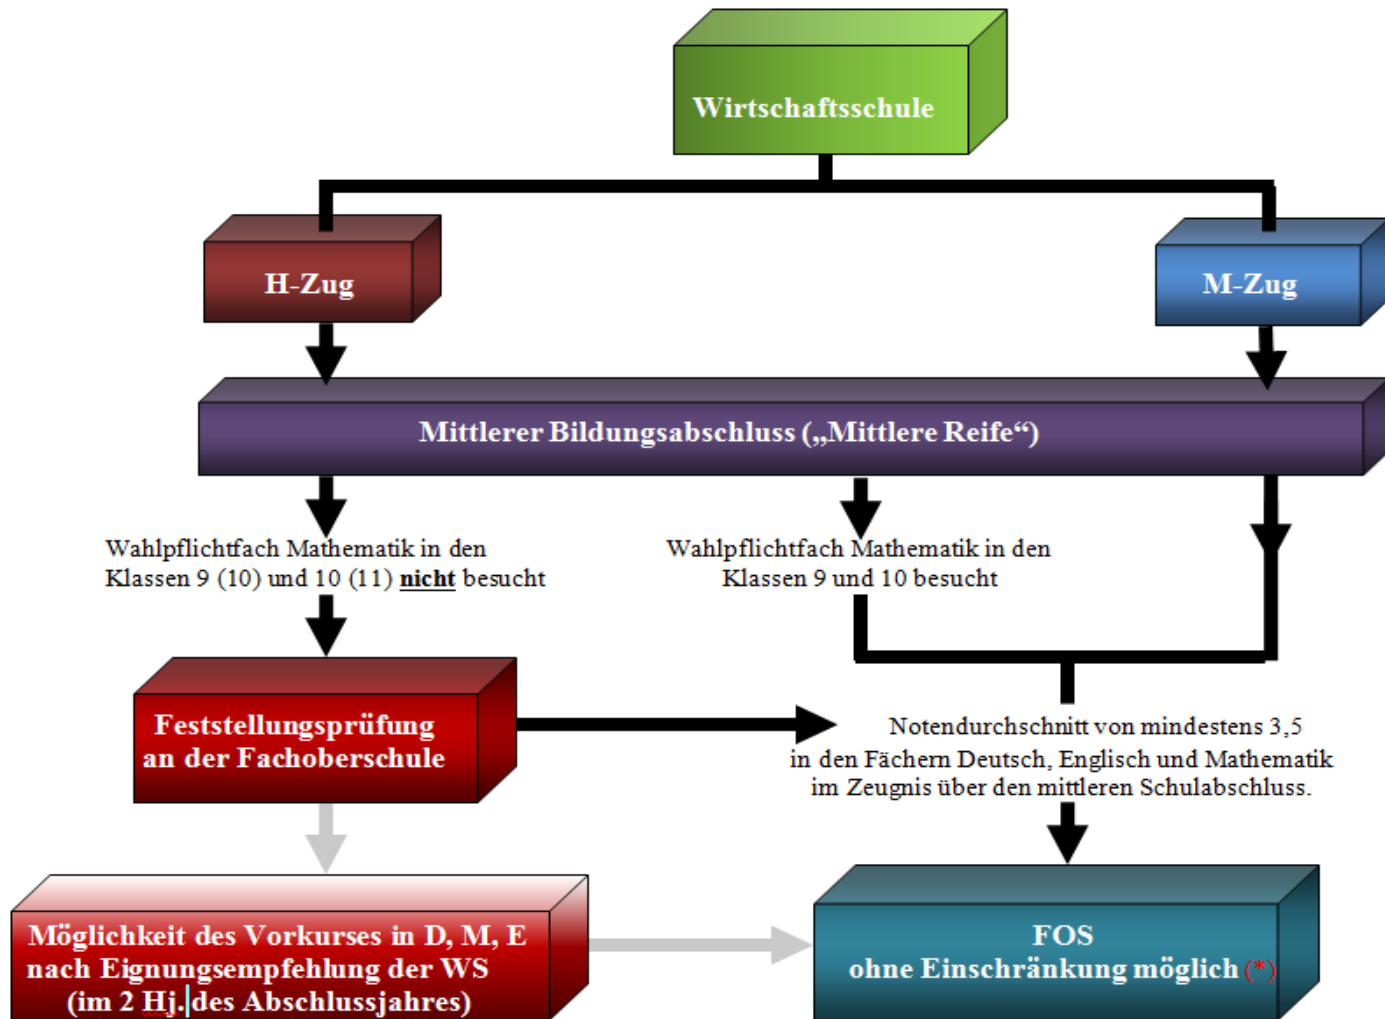 Wirtschaftsschule
H-Zug
M-Zug
Mittlerer Bildungsabschluss („Mittlere Reife“)
Wahlpflichtfach Mathematik in den
Klassen 9 (10) und 10 (11) nicht besucht
Wahlpflichtfach Mathematik in den
Klassen 9 und 10 besucht
Feststellungsprüfung
an der Fachoberschule
Notendurchschnitt von mindestens 3,5
in den Fächern Deutsch, Englisch und Mathematik
im Zeugnis über den mittleren Schulabschluss.
Möglichkeit des Vorkurses in D, M, E
nach Eignungsempfehlung der WS
(im 2 Hj. des Abschlussjahres)
FOS
ohne Einschränkung möglich (*)